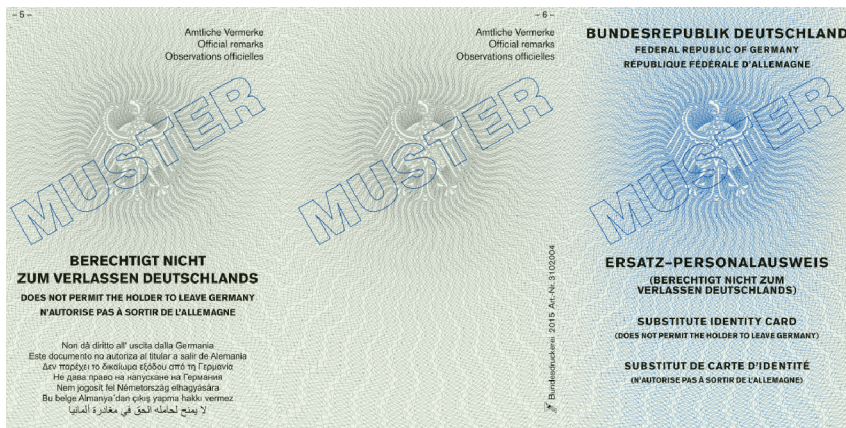 – 5 –
Amtliche Vermerke
Official remarks
Observations officielles
MUSTER
BERECHTIGT NICHT
ZUM VERLASSEN DEUTSCHLANDS
DOES NOT PERMIT THE HOLDER TO LEAVE GERMANY
N'AUTORISE PAS À SORTIR DE L'ALLEMAGNE
Non dà diritto all' uscita dalla Germania
Este documento no autoriza al titular a salir de Alemania
Δεν παρέχει το δικαίωμα εξόδου από τη Γερμανία
Не дава право на напускане на Германия
Nem jogosít fel Németország elhagyására
Bu belge Almanya'dan çıkış yapma hakkı vermez
لا يمنح لحامله الحق في مغادرة ألمانيا
– 6 –
Amtliche Vermerke
Official remarks
Observations officielles
MUSTER
Bundesdruckerei 2015 Art.-Nr. 3102004
BUNDESREPUBLIK DEUTSCHLAND
FEDERAL REPUBLIC OF GERMANY
RÉPUBLIQUE FÉDÉRALE D'ALLEMAGNE
MUSTER
ERSATZ–PERSONALAUSWEIS
(BERECHTIGT NICHT ZUM
VERLASSEN DEUTSCHLANDS)
SUBSTITUTE IDENTITY CARD
(DOES NOT PERMIT THE HOLDER TO LEAVE GERMANY)
SUBSTITUT DE CARTE D'IDENTITÉ
(N'AUTORISE PAS À SORTIR DE L'ALLEMAGNE)